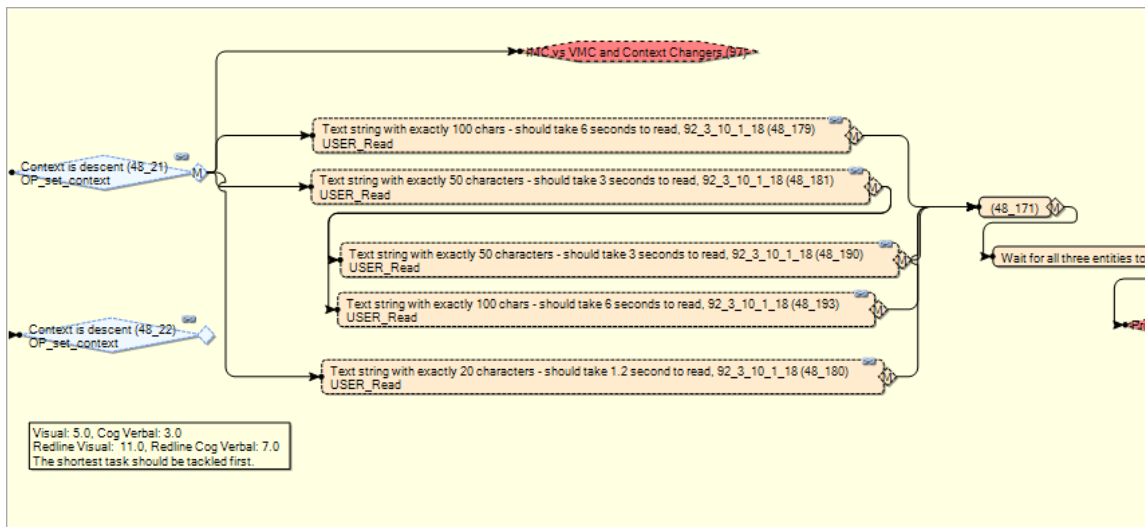 IMC vs VMC and Context Changers (97)
Text string with exactly 100 chars - should take 6 seconds to read, 92_3_10_1_18 (48_179)
USER_Read
M
Context is descent (48_21)
OP_set_context
M
Text string with exactly 50 characters - should take 3 seconds to read, 92_3_10_1_18 (48_181)
USER_Read
M
(48_171)
M
Text string with exactly 50 characters - should take 3 seconds to read, 92_3_10_1_18 (48_190)
USER_Read
M
Wait for all three entities to
Text string with exactly 100 chars - should take 6 seconds to read, 92_3_10_1_18 (48_193)
USER_Read
M
Context is descent (48_22)
OP_set_context
Text string with exactly 20 characters - should take 1.2 second to read, 92_3_10_1_18 (48_180)
USER_Read
M
Visual: 5.0, Cog Verbal: 3.0
Redline Visual:  11.0, Redline Cog Verbal: 7.0
The shortest task should be tackled first.